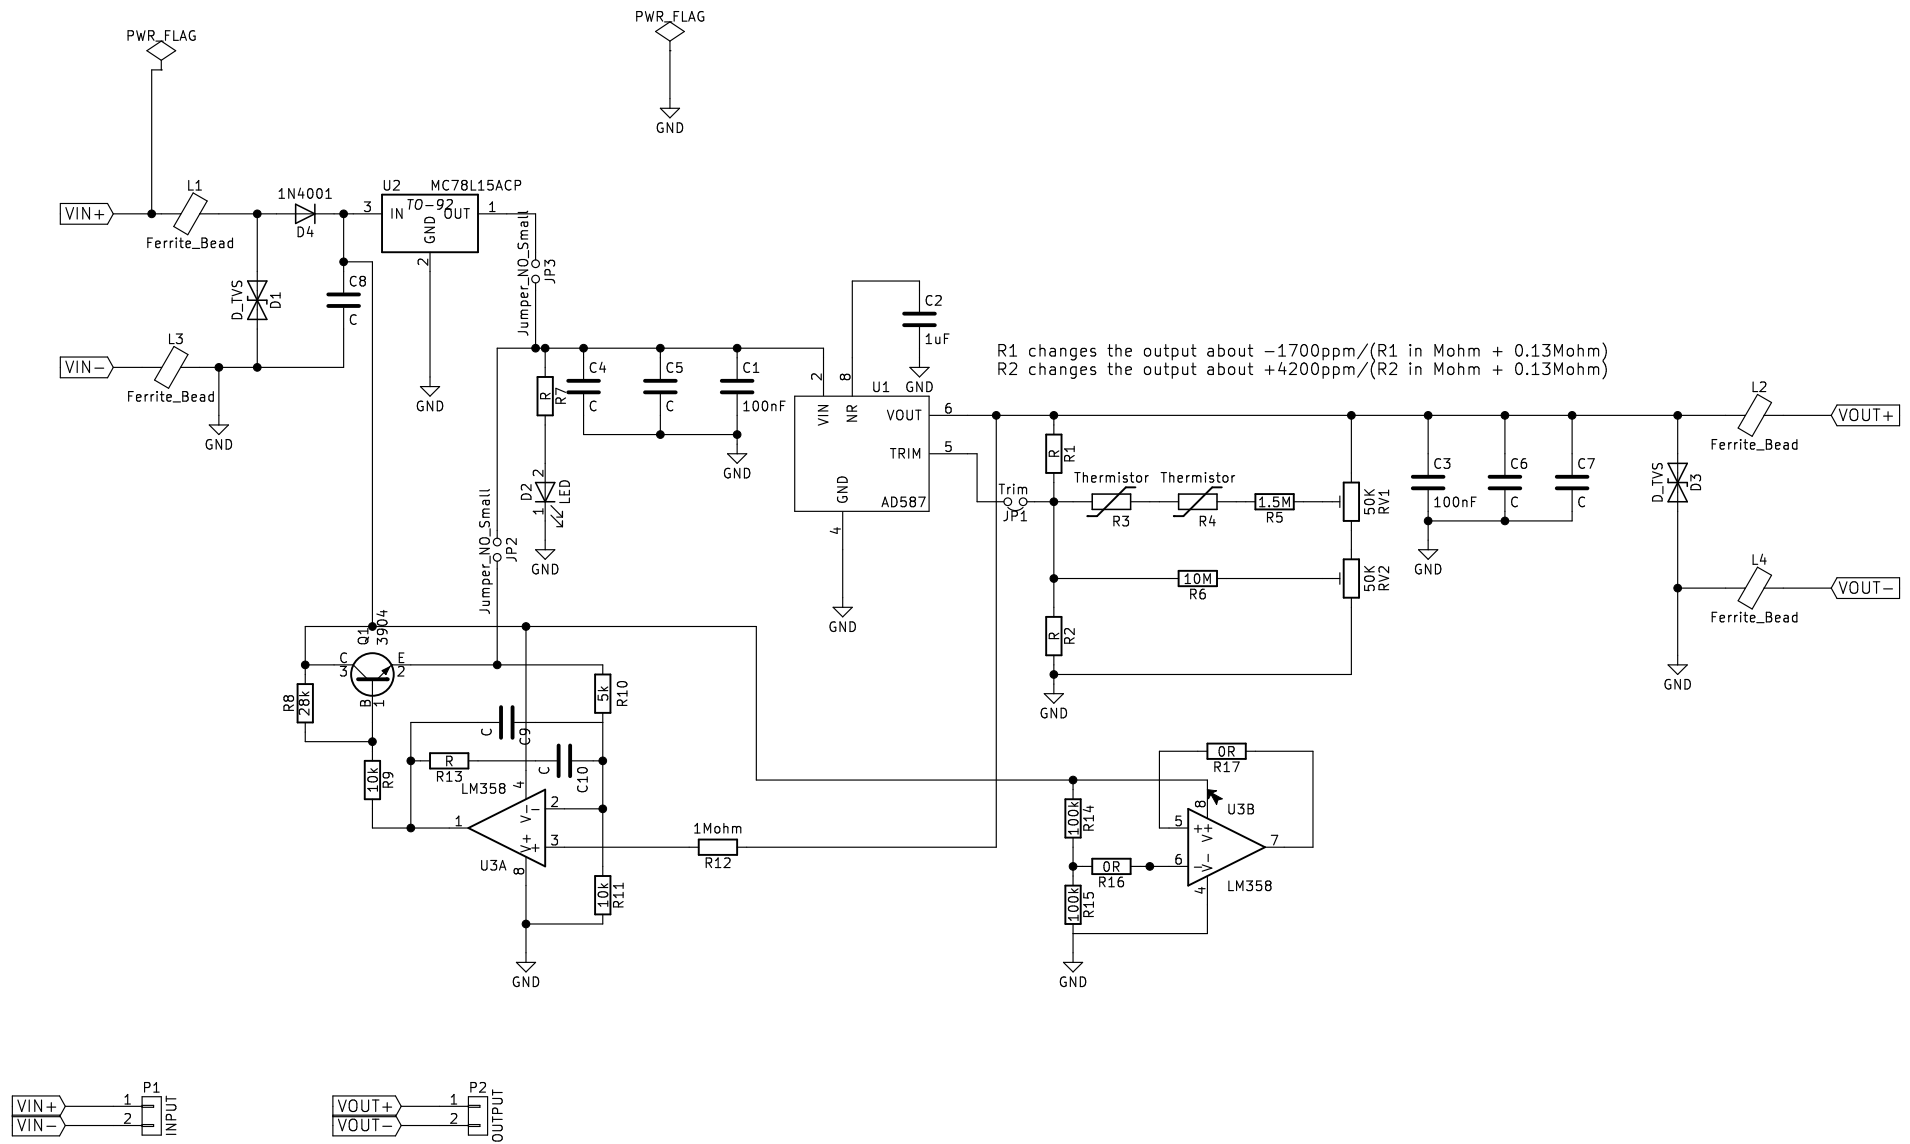 PWR_FLAG
PWR_FLAG
GND
VIN+
L1
Ferrite_Bead
1N4001
D4
U2
MC78L15ACP
TO-92
3
IN
OUT
1
GND
2
GND
Jumper_NO_Small
JP3
D_TVS
D1
C8
C
VIN-
L3
Ferrite_Bead
GND
R
R7
C4
C
C5
C
C1
100nF
GND
C2
1uF
GND
2
8
U1
VIN
NR
VOUT
6
TRIM
5
GND
AD587
4
GND
R1 changes the output about -1700ppm/(R1 in Mohm + 0.13Mohm)
R2 changes the output about +4200ppm/(R2 in Mohm + 0.13Mohm)
2
D2
LED
1
GND
Jumper_NO_Small
JP2
Trim
JP1
R
R1
Thermistor
R3
Thermistor
R4
1.5M
R5
50K
RV1
10M
R6
50K
RV2
R
R2
GND
C3
100nF
C6
C
C7
C
GND
D_TVS
D3
L2
Ferrite_Bead
VOUT+
L4
Ferrite_Bead
VOUT-
GND
Q1
3904
C
3
E
2
B
1
R8
28k
10k
R9
5k
R10
C
C9
R
R13
C
C10
LM358
4
V-
-
2
1
V+
+
3
U3A
8
10k
R11
GND
1Mohm
R12
0R
R17
100k
R14
8
U3B
5
+
V+
7
0R
R16
6
-
V-
4
LM358
100k
R15
GND
VIN+
VIN-
1
2
P1
INPUT
VOUT+
VOUT-
1
2
P2
OUTPUT